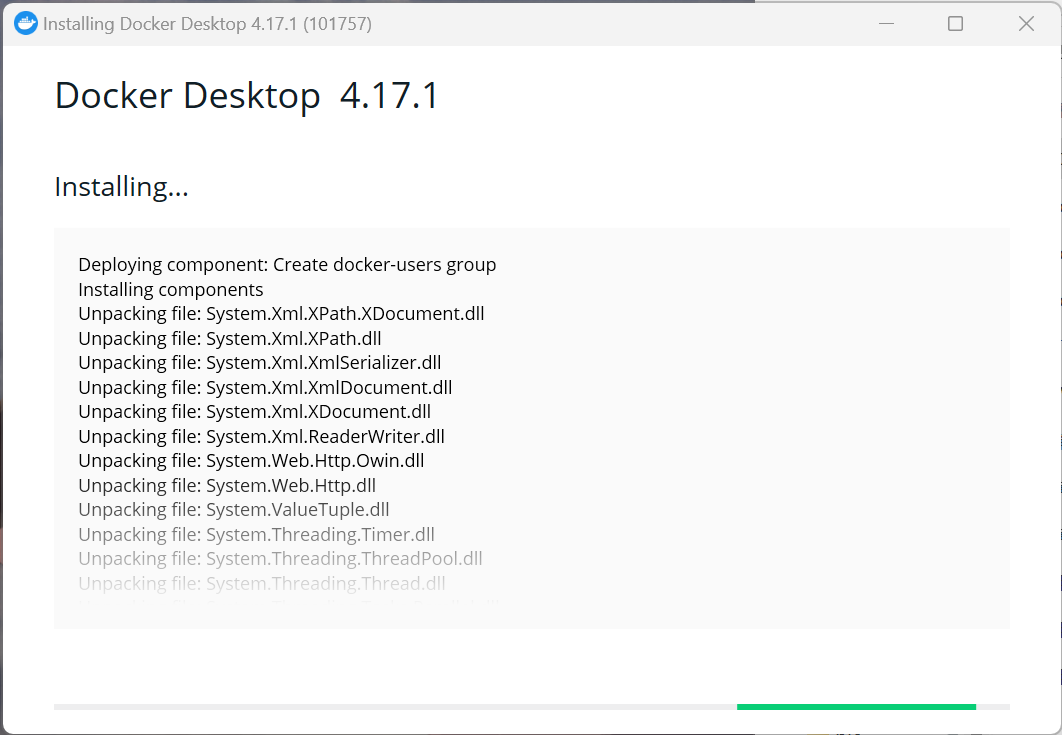 Installing Docker Desktop 4.17.1 (101757)
Docker Desktop 4.17.1
Installing...
Deploying component: Create docker-users group
Installing components
Unpacking file: System.Xml.XPath.XDocument.dll
Unpacking file: System.Xml.XPath.dll
Unpacking file: System.Xml.XmlSerializer.dll
Unpacking file: System.Xml.XmlDocument.dll
Unpacking file: System.Xml.XDocument.dll
Unpacking file: System.Xml.ReaderWriter.dll
Unpacking file: System.Web.Http.Owin.dll
Unpacking file: System.Web.Http.dll
Unpacking file: System.ValueTuple.dll
Unpacking file: System.Threading.Timer.dll
Unpacking file: System.Threading.ThreadPool.dll
Unpacking file: System.Threading.Thread.dll